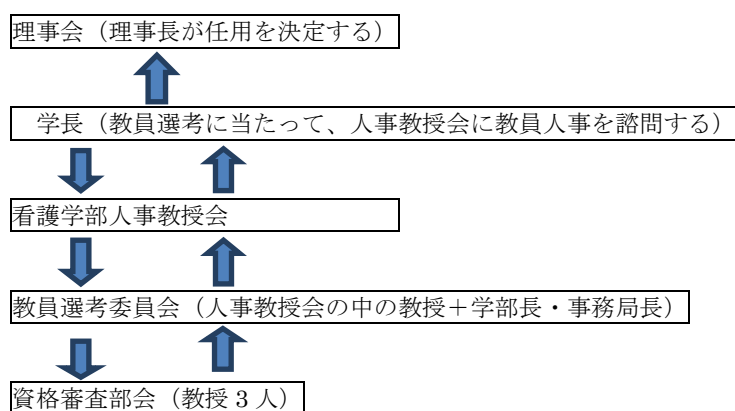 理事会（理事長が任用を決定する）
学長（教員選考に当たって、人事教授会に教員人事を諮問する）
看護学部人事教授会
教員選考委員会（人事教授会の中の教授＋学部長・事務局長）
資格審査部会（教授 3 人）